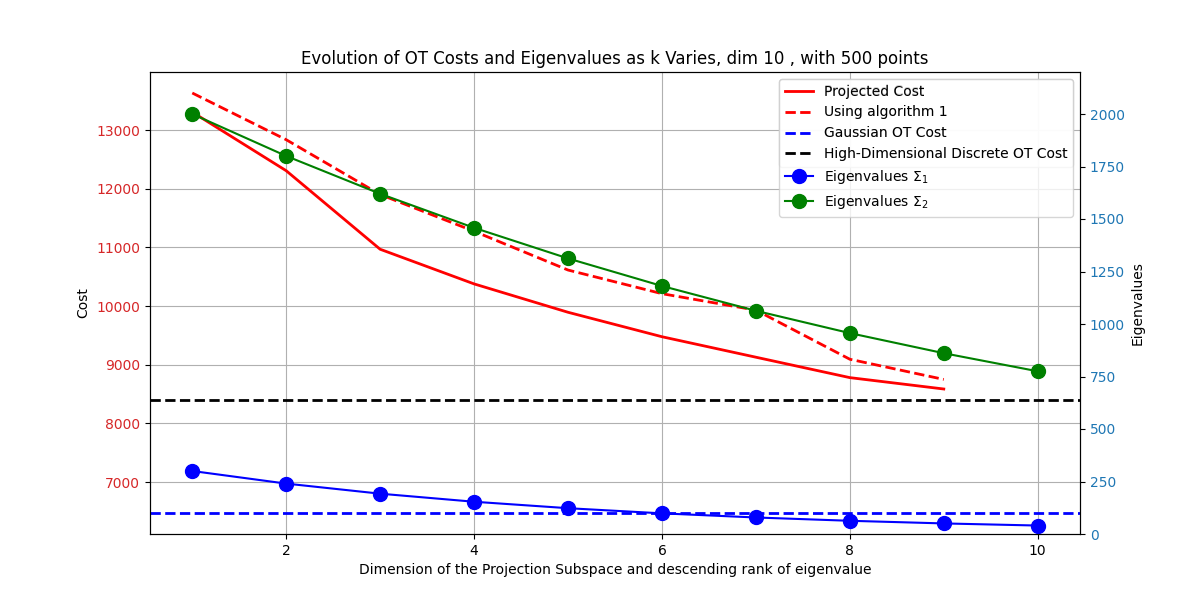 Evolution of OT Costs and Eigenvalues as k Varies, dim 10 , with 500 points
Projected Cost
Using algorithm 1
Gaussian OT Cost
High-Dimensional Discrete OT Cost
Eigenvalues Σ₁
Eigenvalues Σ₂
Cost
13000
12000
11000
10000
9000
8000
7000
2000
1750
1500
1250
1000
750
500
250
0
Eigenvalues
2 4 6 8 10
Dimension of the Projection Subspace and descending rank of eigenvalue